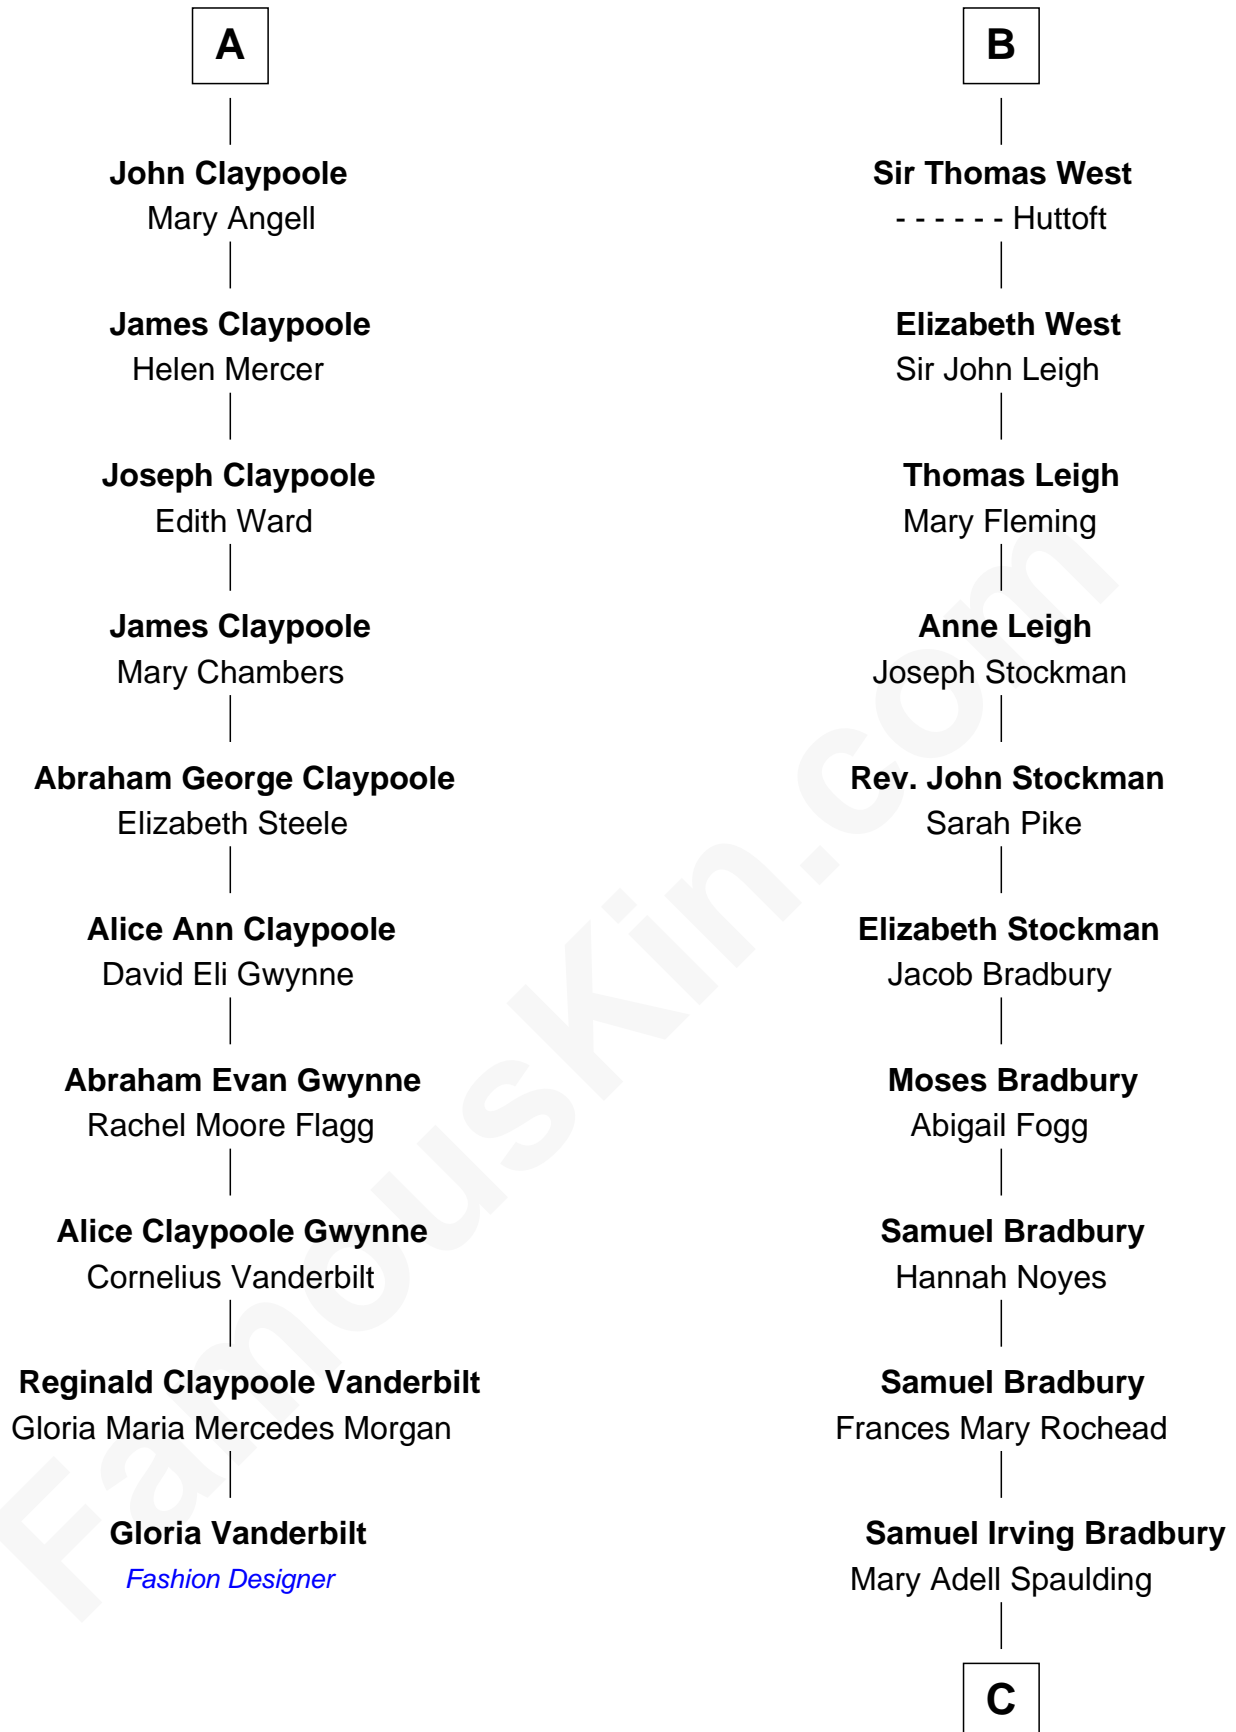 A
John Claypoole
Mary Angell
James Claypoole
Helen Mercer
Joseph Claypoole
Edith Ward
James Claypoole
Mary Chambers
Abraham George Claypoole
Elizabeth Steele
Alice Ann Claypoole
David Eli Gwynne
Abraham Evan Gwynne
Rachel Moore Flagg
Alice Claypoole Gwynne
Cornelius Vanderbilt
Reginald Claypoole Vanderbilt
Gloria Maria Mercedes Morgan
Gloria Vanderbilt
Fashion Designer
B
Sir Thomas West
- - - - - - Huttoft
Elizabeth West
Sir John Leigh
Thomas Leigh
Mary Fleming
Anne Leigh
Joseph Stockman
Rev. John Stockman
Sarah Pike
Elizabeth Stockman
Jacob Bradbury
Moses Bradbury
Abigail Fogg
Samuel Bradbury
Hannah Noyes
Samuel Bradbury
Frances Mary Rochead
Samuel Irving Bradbury
Mary Adell Spaulding
C
FamousKin.com